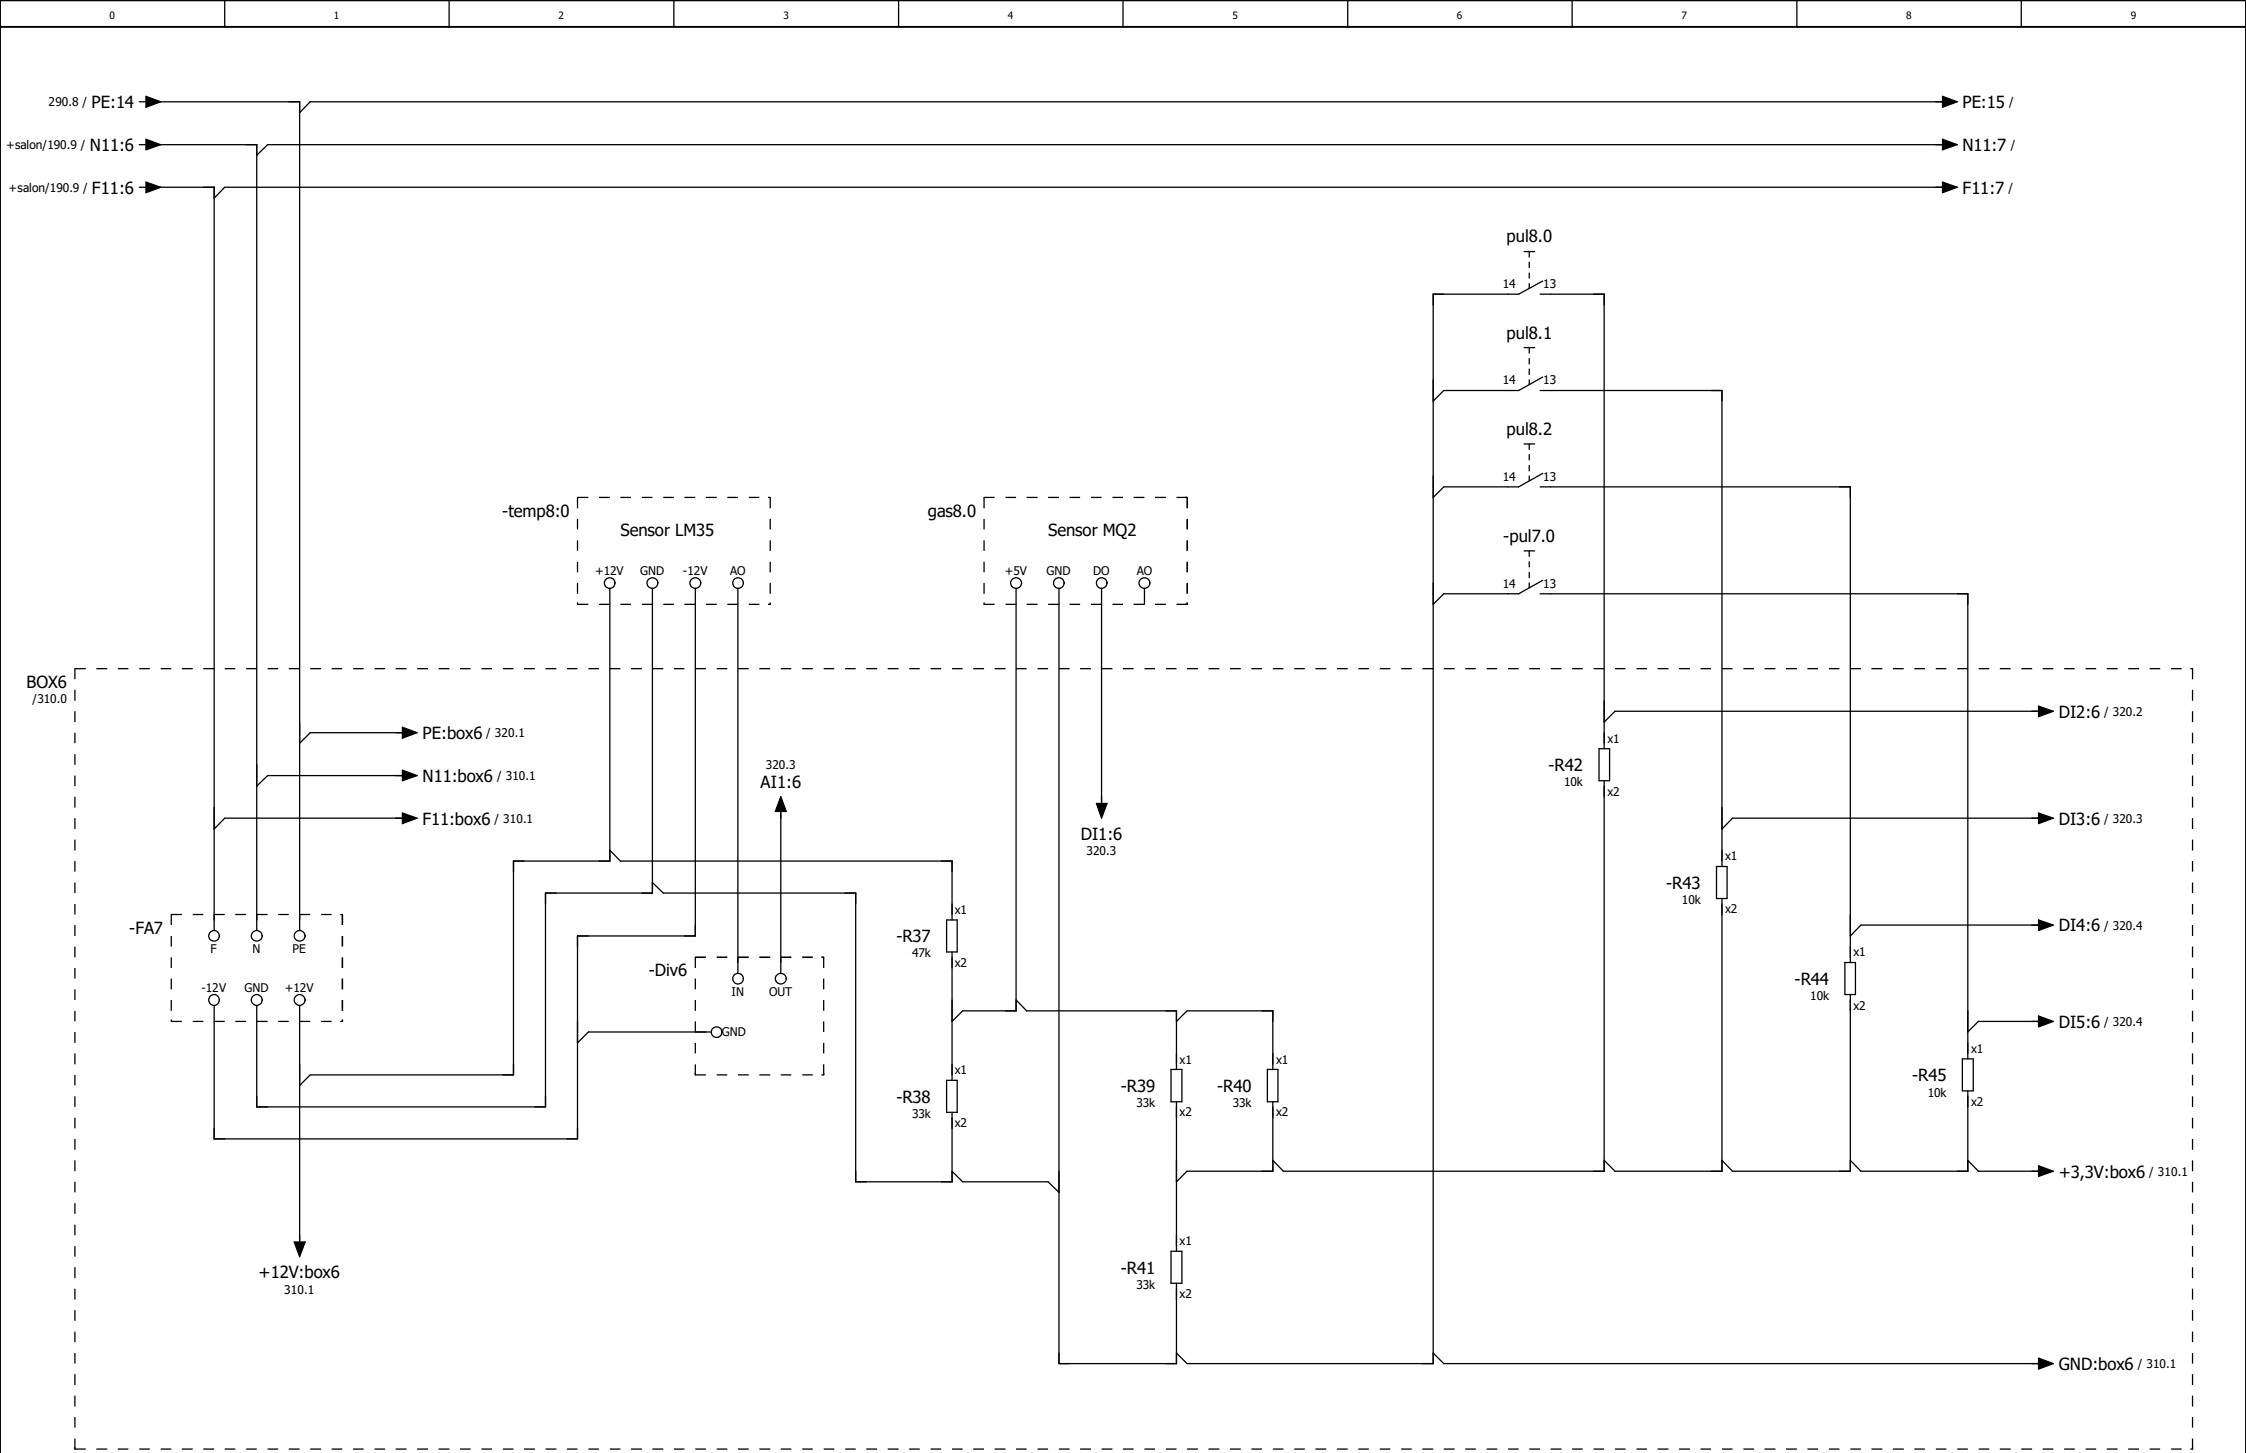 0 1 2 3 4 5 6 7 8 9
290.8 / PE:14 PE:15 /
+salon/190.9 / N11:6 N11:7 /
+salon/190.9 / F11:6 F11:7 /
pul8.0
14 13
pul8.1
14 13
pul8.2
14 13
-pul7.0
14 13
-temp8:0
Sensor LM35
+12V GND -12V AO
gas8.0
Sensor MQ2
+5V GND DO AO
BOX6
/310.0
PE:box6 / 320.1
N11:box6 / 310.1
F11:box6 / 310.1
320.3
AI1:6
DI1:6
320.3
-FA7
F N PE
-12V GND +12V
-Div6
IN OUT
GND
+12V:box6
310.1
x1
-R37
47k
x2
x1
-R38
33k
x2
x1
-R39
33k
x2
x1
-R40
33k
x2
x1
-R41
33k
x2
DI2:6 / 320.2
x1
-R42
10k
x2
DI3:6 / 320.3
x1
-R43
10k
x2
DI4:6 / 320.4
x1
-R44
10k
x2
DI5:6 / 320.4
x1
-R45
10k
x2
+3,3V:box6 / 310.1
GND:box6 / 310.1